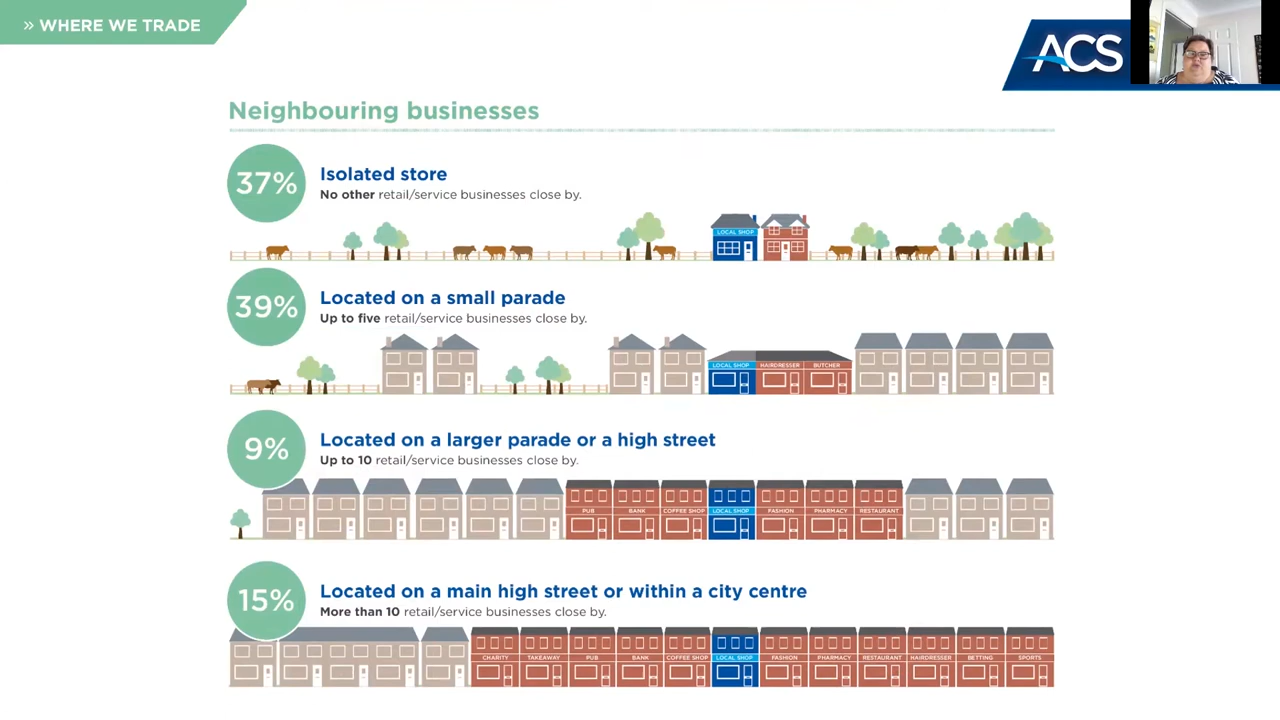 » WHERE WE TRADE
ACS
Neighbouring businesses
37%
Isolated store
No other retail/service businesses close by.
LOCAL SHOP
39%
Located on a small parade
Up to five retail/service businesses close by.
LOCAL SHOP HAIRDRESSER BUTCHER
9%
Located on a larger parade or a high street
Up to 10 retail/service businesses close by.
PUB BANK COFFEE SHOP LOCAL SHOP FASHION PHARMACY RESTAURANT
15%
Located on a main high street or within a city centre
More than 10 retail/service businesses close by.
CHARITY TAKEAWAY PUB BANK COFFEE SHOP LOCAL SHOP FASHION PHARMACY RESTAURANT HAIRDRESSER BETTING SPORTS